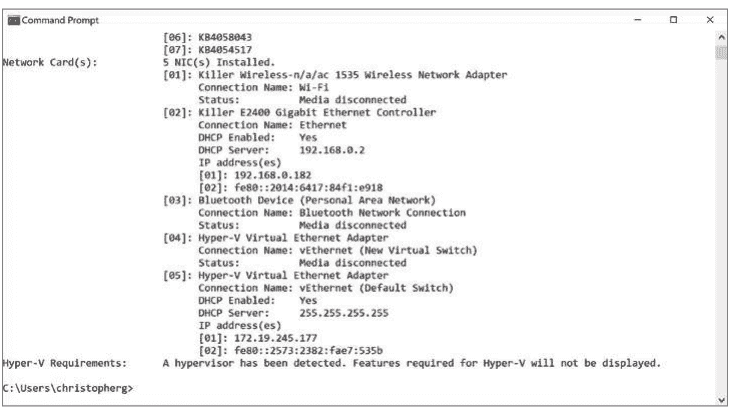 Command Prompt
[06]: KB4058043
[07]: KB4054517
Network Card(s): 5 NIC(s) Installed.
[01]: Killer Wireless-n/a/ac 1535 Wireless Network Adapter
Connection Name: Wi-Fi
Status: Media disconnected
[02]: Killer E2400 Gigabit Ethernet Controller
Connection Name: Ethernet
DHCP Enabled: Yes
DHCP Server: 192.168.0.2
IP address(es)
[01]: 192.168.0.182
[02]: fe80::2014:6417:84f1:e918
[03]: Bluetooth Device (Personal Area Network)
Connection Name: Bluetooth Network Connection
Status: Media disconnected
[04]: Hyper-V Virtual Ethernet Adapter
Connection Name: vEthernet (New Virtual Switch)
Status: Media disconnected
[05]: Hyper-V Virtual Ethernet Adapter
Connection Name: vEthernet (Default Switch)
DHCP Enabled: Yes
DHCP Server: 255.255.255.255
IP address(es)
[01]: 172.19.245.177
[02]: fe80::2573:2382:fae7:535b
Hyper-V Requirements: A hypervisor has been detected. Features required for Hyper-V will not be displayed.
C:\Users\christopherg>